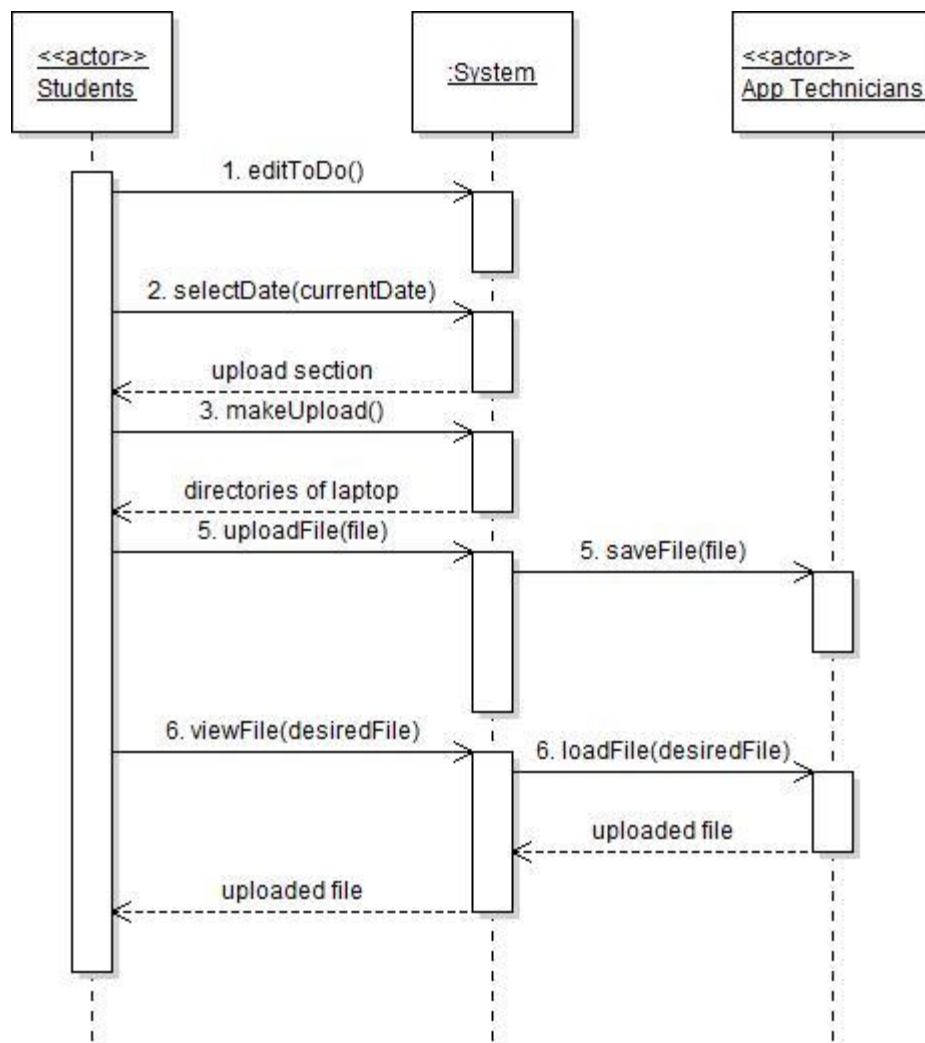 <<actor>>
Students
:System
<<actor>>
App Technicians
1. editToDo()
2. selectDate(currentDate)
upload section
3. makeUpload()
directories of laptop
5. uploadFile(file)
5. saveFile(file)
6. viewFile(desiredFile)
6. loadFile(desiredFile)
uploaded file
uploaded file